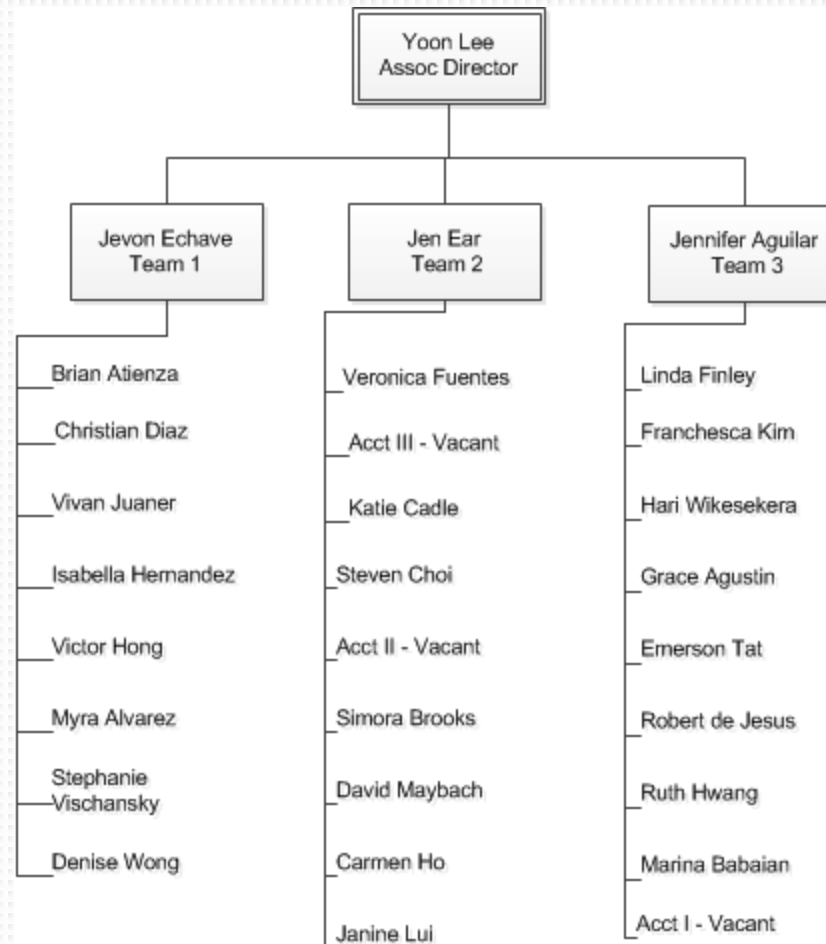 Yoon Lee
Assoc Director
Jevon Echave
Team 1
Jen Ear
Team 2
Jennifer Aguilar
Team 3
Brian Atienza
Christian Diaz
Vivan Juaner
Isabella Hernandez
Victor Hong
Myra Alvarez
Stephanie
Vischansky
Denise Wong
Veronica Fuentes
Acct III - Vacant
Katie Cadle
Steven Choi
Acct II - Vacant
Simora Brooks
David Maybach
Carmen Ho
Janine Lui
Linda Finley
Franchesca Kim
Hari Wikesekera
Grace Agustin
Emerson Tat
Robert de Jesus
Ruth Hwang
Marina Babaian
Acct I - Vacant